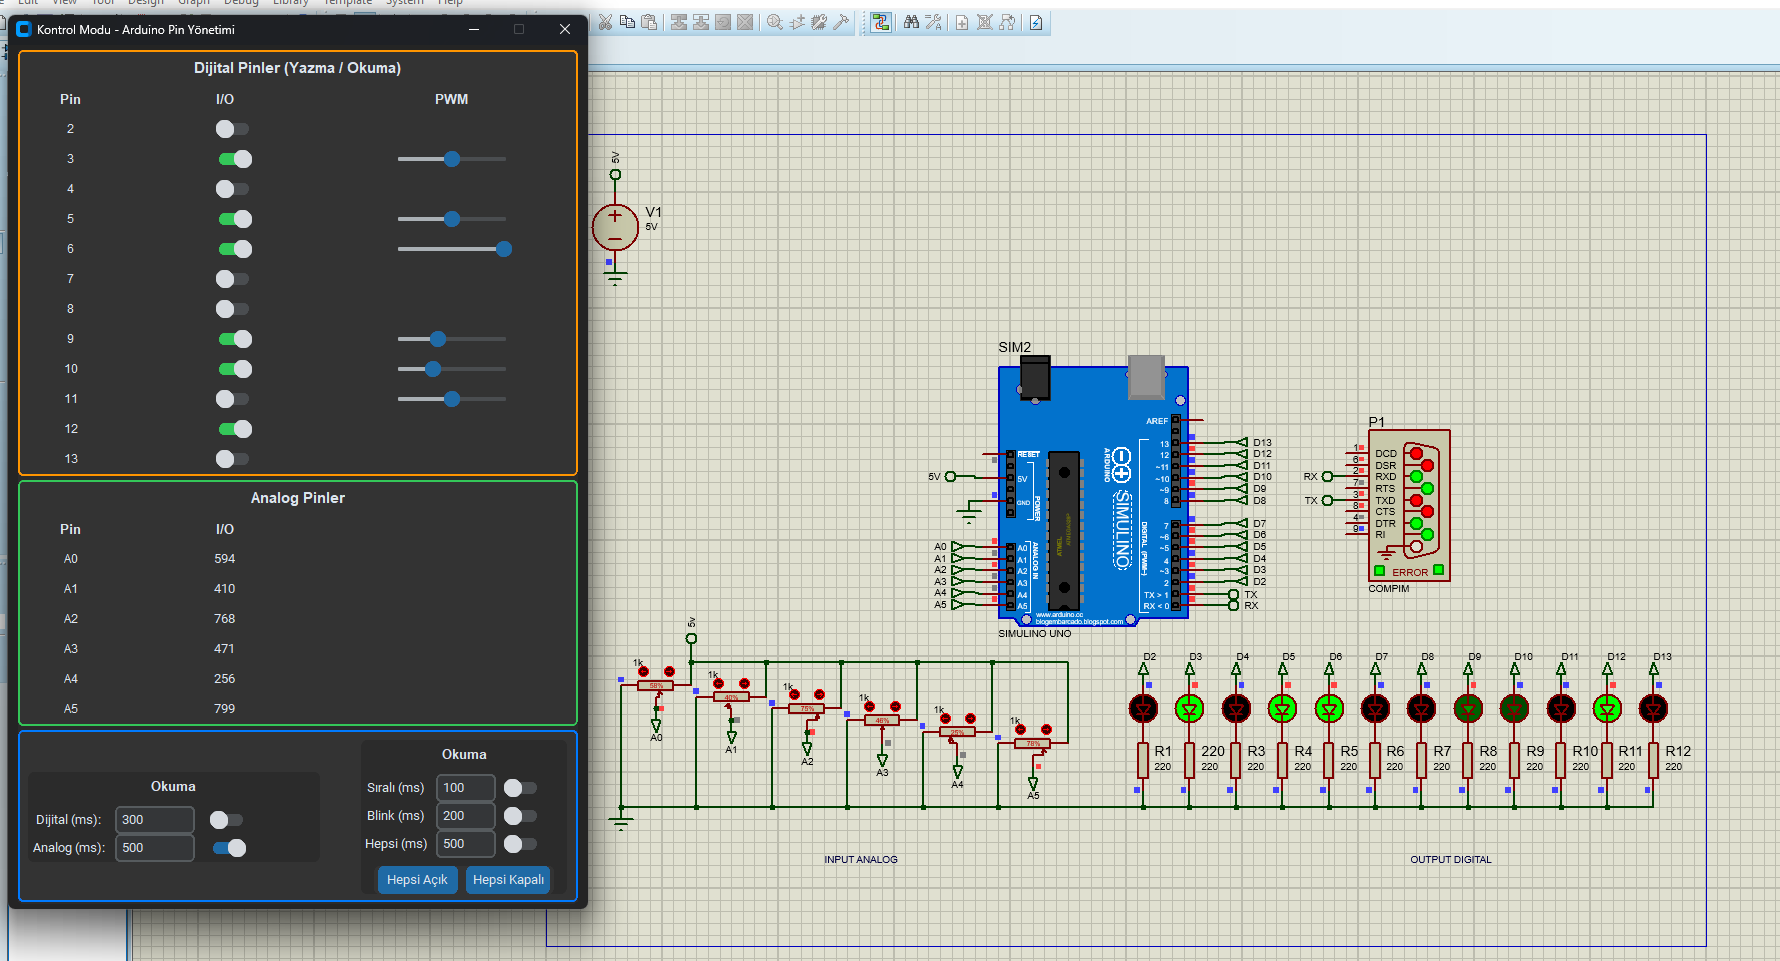 Edit View Tool Design Graph Debug Library Template System Help
Kontrol Modu - Arduino Pin Yönetimi
Dijital Pinler (Yazma / Okuma)
Pin I/O PWM
2
3
4
5
6
7
8
9
10
11
12
13
Analog Pinler
Pin I/O
A0 594
A1 410
A2 768
A3 471
A4 256
A5 799
Okuma
Dijital (ms): 300
Analog (ms): 500
Okuma
Sıralı (ms) 100
Blink (ms) 200
Hepsi (ms) 500
Hepsi Açık Hepsi Kapalı
5V
V1
5V
SIM2
AREF
RESET
5V
GND
POWER
ARDUINO
SIMULINO
ANALOG IN
DIGITAL (PWM~)
ATMEL
13
12
~11
~10
~9
8
7
~6
~5
4
~3
2
TX > 1
RX < 0
A0
A1
A2
A3
A4
A5
www.arduino.cc
blogembarcado.blogspot.com
SIMULINO UNO
5V
A0
A1
A2
A3
A4
A5
D13
D12
D11
D10
D9
D8
D7
D6
D5
D4
D3
D2
TX
RX
P1
RX
TX
1
6
2
7
3
8
4
9
DCD
DSR
RXD
RTS
TXD
CTS
DTR
RI
ERROR
COMPIM
5v
1k 58% A0
1k 40% A1
1k 75% A2
1k 46% A3
1k 25% A4
1k 78% A5
INPUT ANALOG
D2 D3 D4 D5 D6 D7 D8 D9 D10 D11 D12 D13
R1 220 R3 R4 R5 R6 R7 R8 R9 R10 R11 R12
220 220 220 220 220 220 220 220 220 220 220 220
OUTPUT DIGITAL